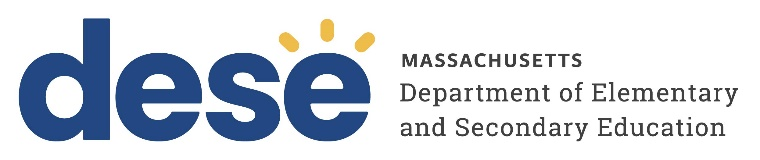 dese
MASSACHUSETTS
Department of Elementary
and Secondary Education